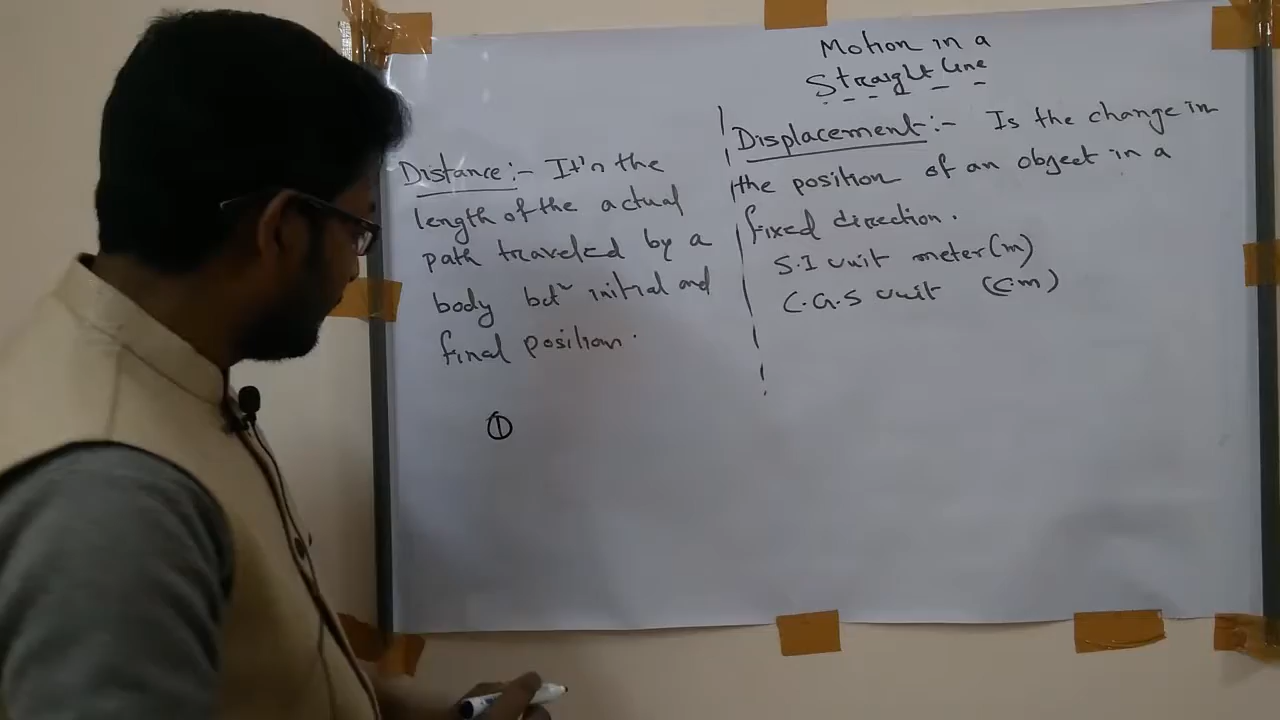 Motion in a
Straight line
Distance:- It'n the
length of the actual
path traveled by a
body betⁿ initial and
final position.
①
Displacement:- Is the change in
the position of an object in a
fixed direction.
S.I unit meter(m)
C.G.S unit (cm)